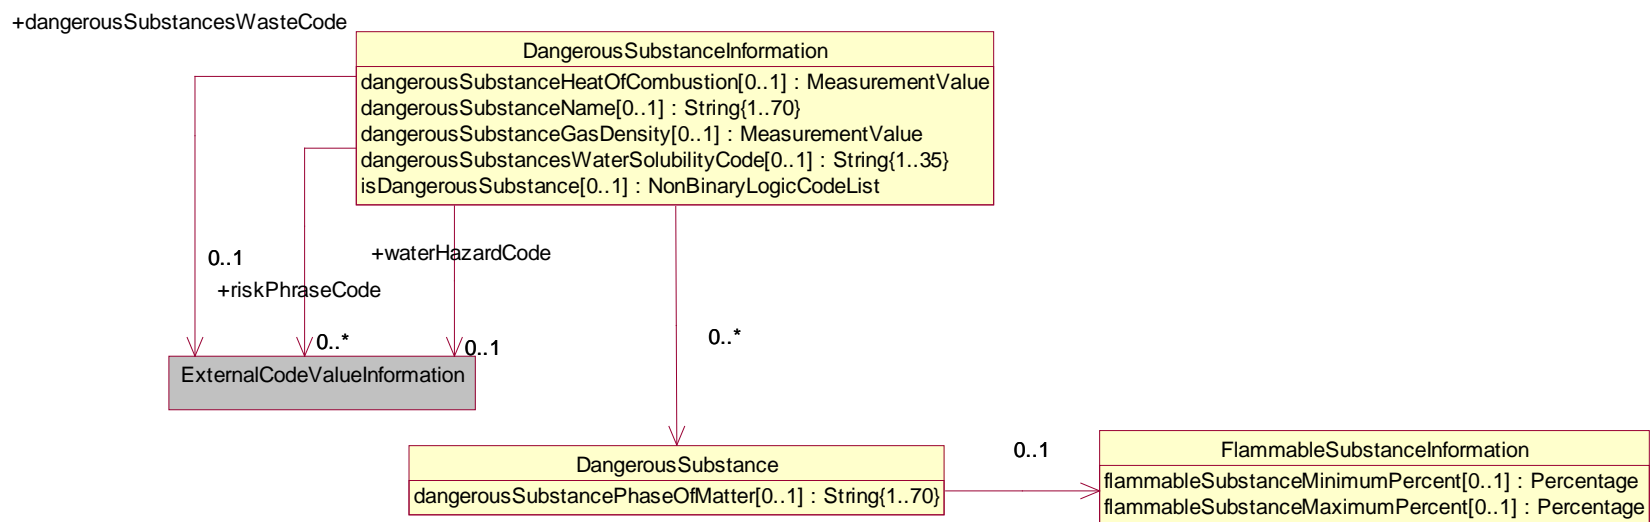 +dangerousSubstancesWasteCode
DangerousSubstanceInformation
dangerousSubstanceHeatOfCombustion[0..1] : MeasurementValue
dangerousSubstanceName[0..1] : String{1..70}
dangerousSubstanceGasDensity[0..1] : MeasurementValue
dangerousSubstancesWaterSolubilityCode[0..1] : String{1..35}
isDangerousSubstance[0..1] : NonBinaryLogicCodeList
0..1
+waterHazardCode
+riskPhraseCode
0..*
0..1
0..*
ExternalCodeValueInformation
DangerousSubstance
dangerousSubstancePhaseOfMatter[0..1] : String{1..70}
0..1
FlammableSubstanceInformation
flammableSubstanceMinimumPercent[0..1] : Percentage
flammableSubstanceMaximumPercent[0..1] : Percentage